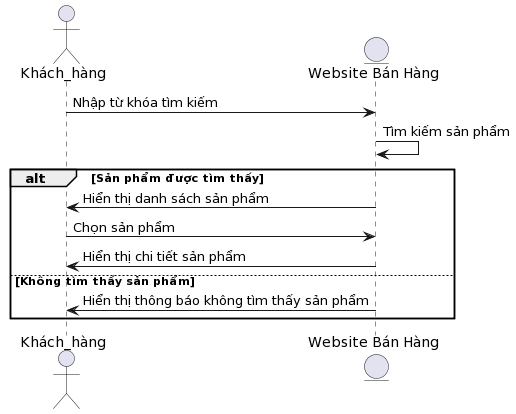 Khách_hàng
Website Bán Hàng
Nhập từ khóa tìm kiếm
Tìm kiếm sản phẩm
alt [Sản phẩm được tìm thấy]
Hiển thị danh sách sản phẩm
Chọn sản phẩm
Hiển thị chi tiết sản phẩm
[Không tìm thấy sản phẩm]
Hiển thị thông báo không tìm thấy sản phẩm
Khách_hàng
Website Bán Hàng